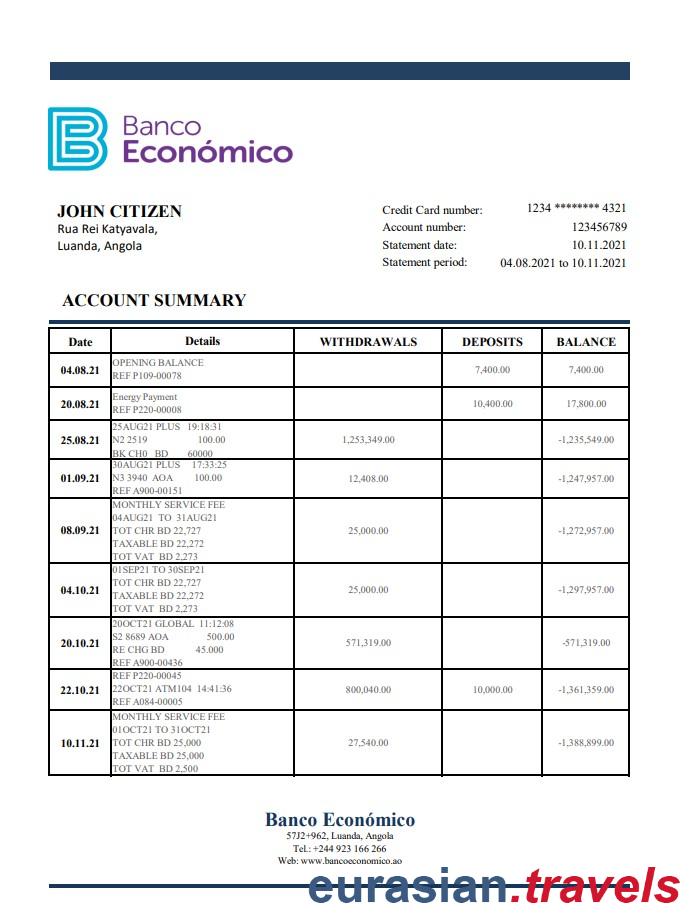 Banco
Económico
JOHN CITIZEN
Rua Rei Katyavala,
Luanda, Angola
Credit Card number: 1234 ******** 4321
Account number: 123456789
Statement date: 10.11.2021
Statement period: 04.08.2021 to 10.11.2021
ACCOUNT SUMMARY
Date Details WITHDRAWALS DEPOSITS BALANCE
04.08.21 OPENING BALANCE 7,400.00 7,400.00
REF P109-00078
20.08.21 Energy Payment 10,400.00 17,800.00
REF P220-00008
25AUG21 PLUS 19:18:31
25.08.21 N2 2519 100.00 1,253,349.00 -1,235,549.00
BK CH0 BD 60000
30AUG21 PLUS 17:33:25
01.09.21 N3 3940 AOA 100.00 12,408.00 -1,247,957.00
REF A900-00151
MONTHLY SERVICE FEE
04AUG21 TO 31AUG21
08.09.21 TOT CHR BD 22,727 25,000.00 -1,272,957.00
TAXABLE BD 22,272
TOT VAT BD 2,273
01SEP21 TO 30SEP21
04.10.21 TOT CHR BD 22,727 25,000.00 -1,297,957.00
TAXABLE BD 22,272
TOT VAT BD 2,273
20OCT21 GLOBAL 11:12:08
S2 8689 AOA 500.00
20.10.21 RE CHG BD 45.000 571,319.00 -571,319.00
REF A900-00436
REF P220-00045
22.10.21 22OCT21 ATM104 14:41:36 800,040.00 10,000.00 -1,361,359.00
REF A084-00005
MONTHLY SERVICE FEE
01OCT21 TO 31OCT21
10.11.21 TOT CHR BD 25,000 27,540.00 -1,388,899.00
TAXABLE BD 25,000
TOT VAT BD 2,500
Banco Económico
57J2+962, Luanda, Angola
Tel.: +244 923 166 266
Web: www.bancoeconomico.ao
eurasian.travels